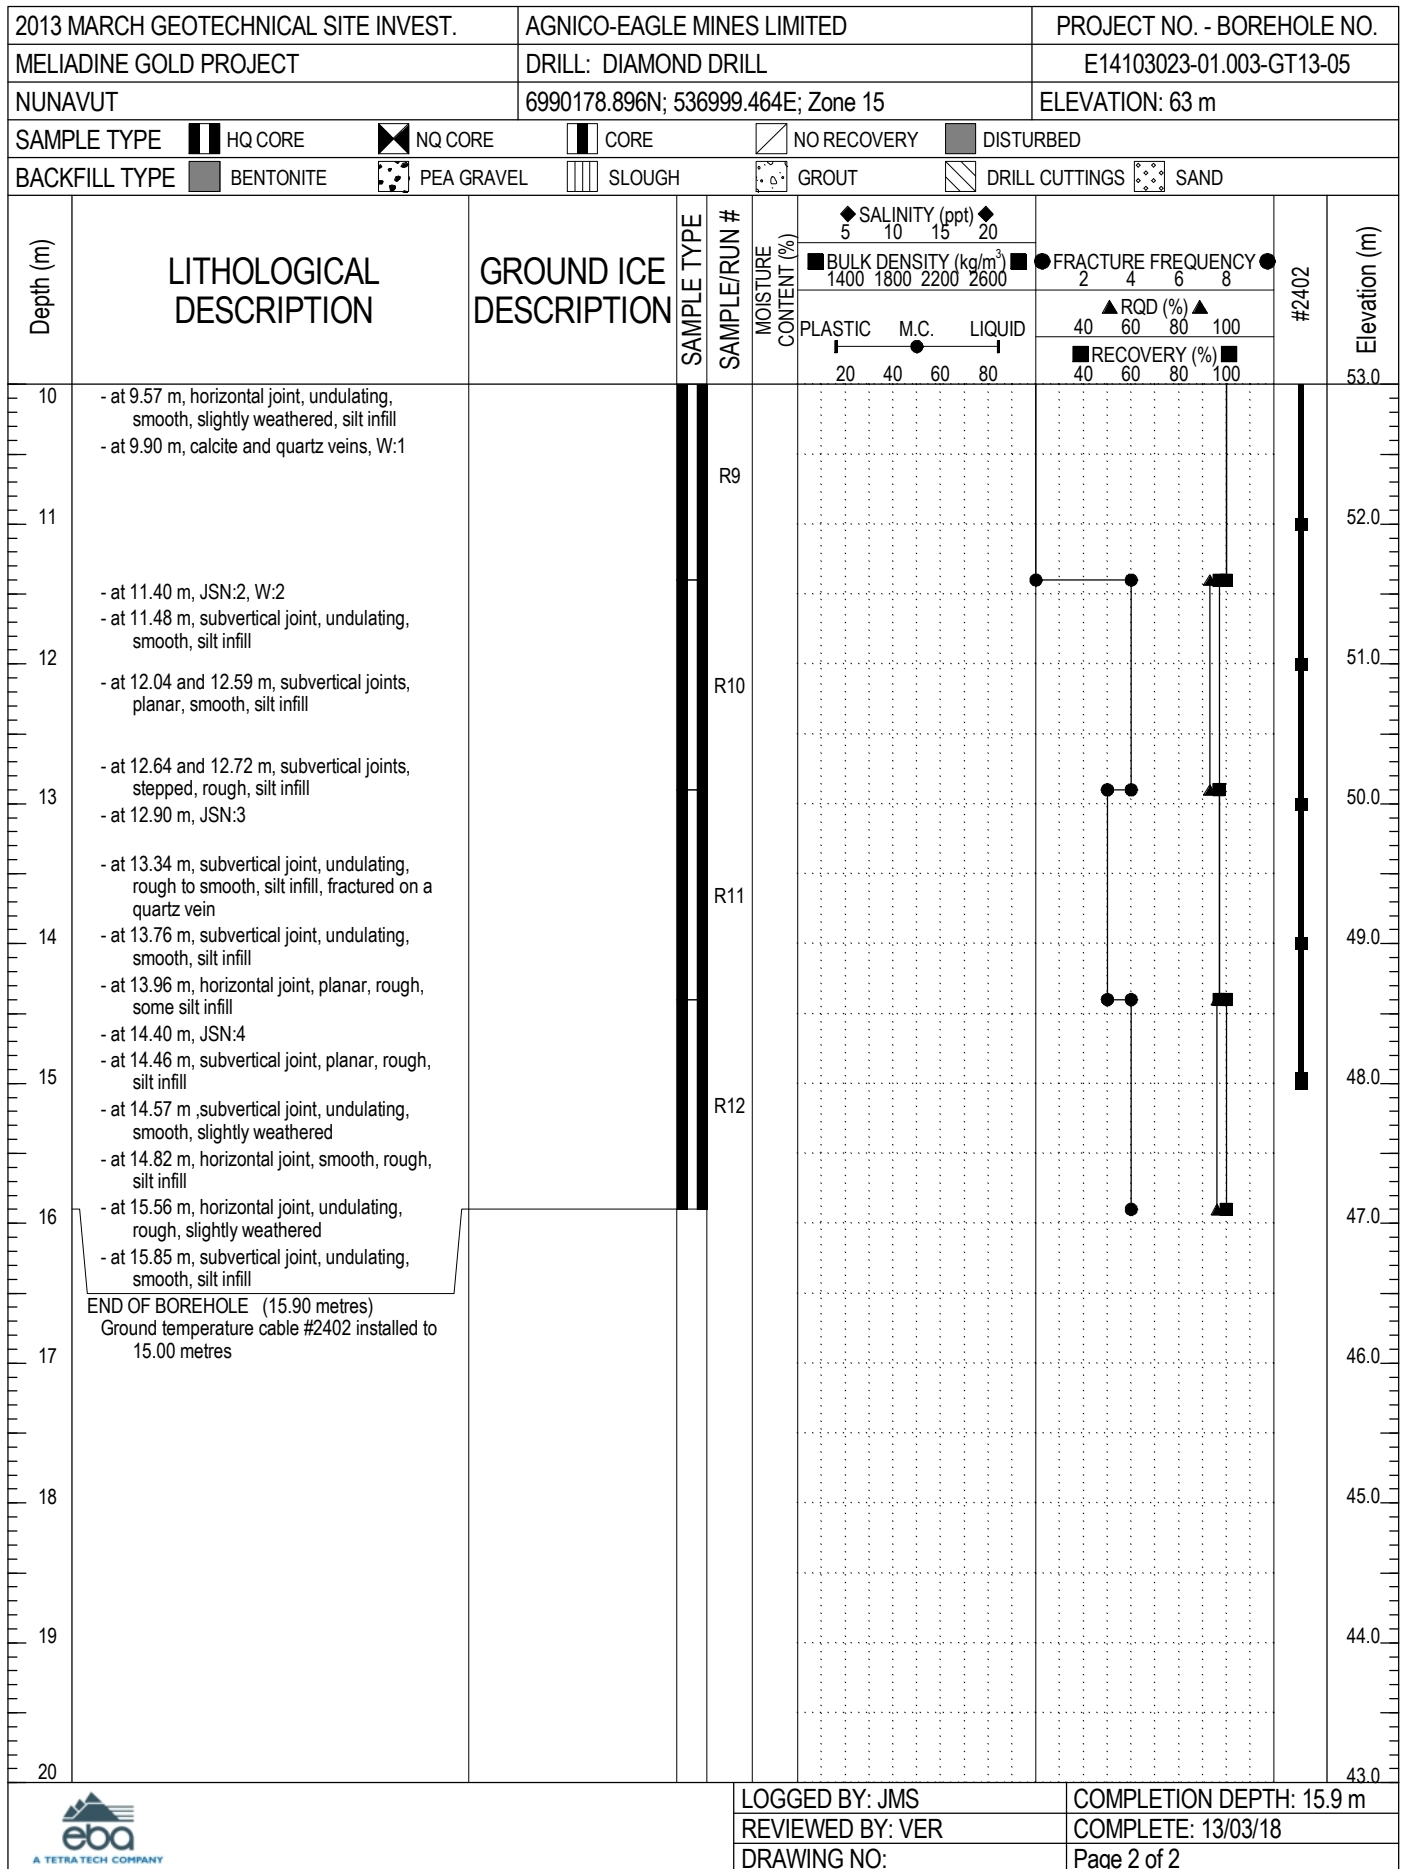 2013 MARCH GEOTECHNICAL SITE INVEST.
AGNICO-EAGLE MINES LIMITED
PROJECT NO. - BOREHOLE NO.
MELIADINE GOLD PROJECT
DRILL: DIAMOND DRILL
E14103023-01.003-GT13-05
NUNAVUT
6990178.896N; 536999.464E; Zone 15
ELEVATION: 63 m
SAMPLE TYPE
HQ CORE
NQ CORE
CORE
NO RECOVERY
DISTURBED
BACKFILL TYPE
BENTONITE
PEA GRAVEL
SLOUGH
GROUT
DRILL CUTTINGS
SAND
Depth (m)
LITHOLOGICAL
DESCRIPTION
GROUND ICE
DESCRIPTION
SAMPLE TYPE
SAMPLE/RUN #
MOISTURE
CONTENT (%)
SALINITY (ppt)
5 10 15 20
BULK DENSITY (kg/m³)
1400 1800 2200 2600
PLASTIC M.C. LIQUID
20 40 60 80
FRACTURE FREQUENCY
2 4 6 8
RQD (%)
40 60 80 100
RECOVERY (%)
40 60 80 100
#2402
Elevation (m)
53.0
10
- at 9.57 m, horizontal joint, undulating,
smooth, slightly weathered, silt infill
- at 9.90 m, calcite and quartz veins, W:1
R9
11
52.0
- at 11.40 m, JSN:2, W:2
- at 11.48 m, subvertical joint, undulating,
smooth, silt infill
12
51.0
- at 12.04 and 12.59 m, subvertical joints,
planar, smooth, silt infill
R10
- at 12.64 and 12.72 m, subvertical joints,
stepped, rough, silt infill
13
50.0
- at 12.90 m, JSN:3
- at 13.34 m, subvertical joint, undulating,
rough to smooth, silt infill, fractured on a
quartz vein
R11
14
49.0
- at 13.76 m, subvertical joint, undulating,
smooth, silt infill
- at 13.96 m, horizontal joint, planar, rough,
some silt infill
- at 14.40 m, JSN:4
- at 14.46 m, subvertical joint, planar, rough,
silt infill
15
48.0
- at 14.57 m ,subvertical joint, undulating,
smooth, slightly weathered
R12
- at 14.82 m, horizontal joint, smooth, rough,
silt infill
- at 15.56 m, horizontal joint, undulating,
rough, slightly weathered
16
47.0
- at 15.85 m, subvertical joint, undulating,
smooth, silt infill
END OF BOREHOLE (15.90 metres)
Ground temperature cable #2402 installed to
15.00 metres
17
46.0
18
45.0
19
44.0
20
43.0
eba
A TETRA TECH COMPANY
LOGGED BY: JMS
COMPLETION DEPTH: 15.9 m
REVIEWED BY: VER
COMPLETE: 13/03/18
DRAWING NO:
Page 2 of 2